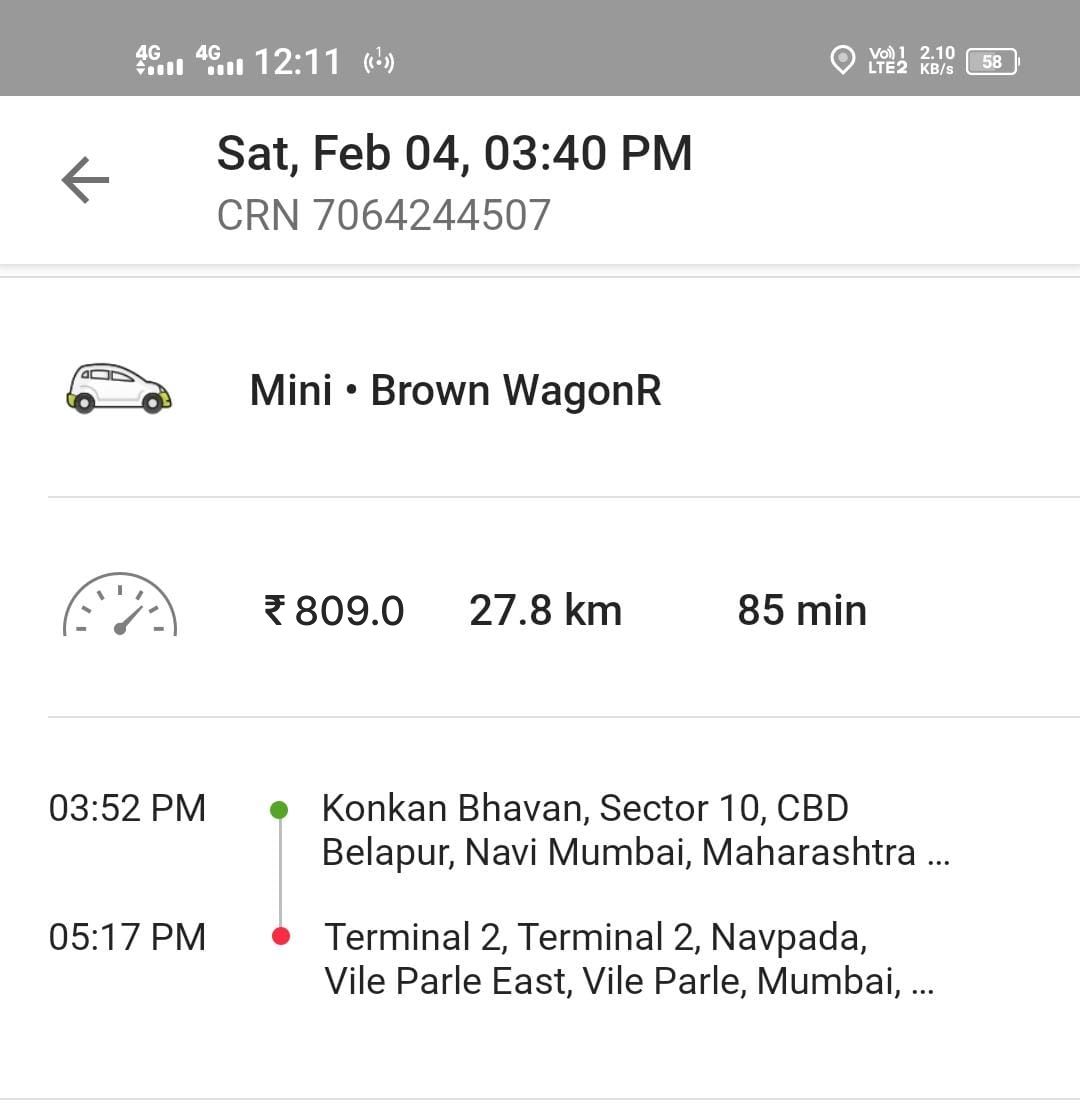 4G 4G 12:11
Vo) 1 LTE2 2.10 KB/s 58
Sat, Feb 04, 03:40 PM
CRN 7064244507
Mini • Brown WagonR
₹ 809.0 27.8 km 85 min
03:52 PM Konkan Bhavan, Sector 10, CBD
Belapur, Navi Mumbai, Maharashtra ...
05:17 PM Terminal 2, Terminal 2, Navpada,
Vile Parle East, Vile Parle, Mumbai, ...